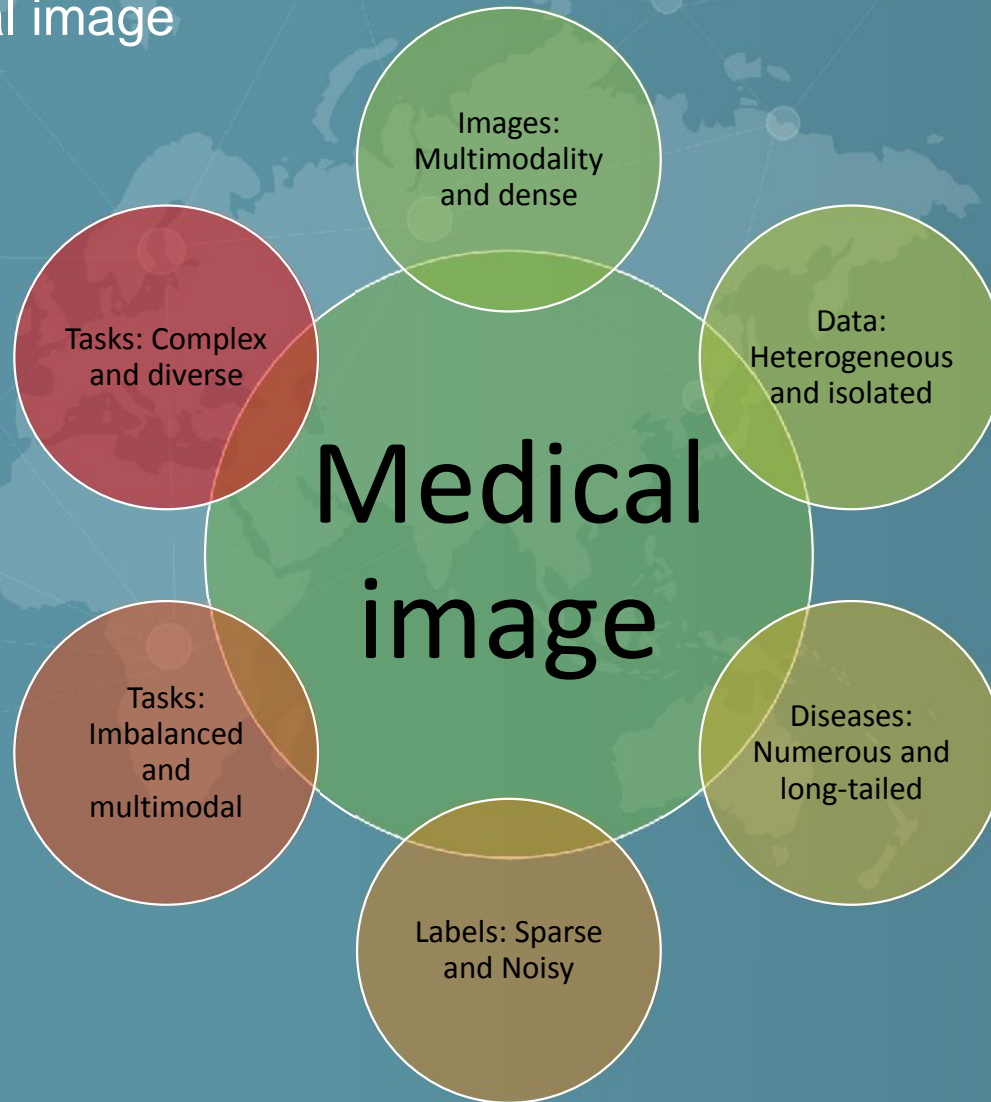 al image
Images:
Multimodality
and dense
Data:
Heterogeneous
and isolated
Diseases:
Numerous and
long-tailed
Labels: Sparse
and Noisy
Tasks:
Imbalanced
and
multimodal
Tasks: Complex
and diverse
Medical
image